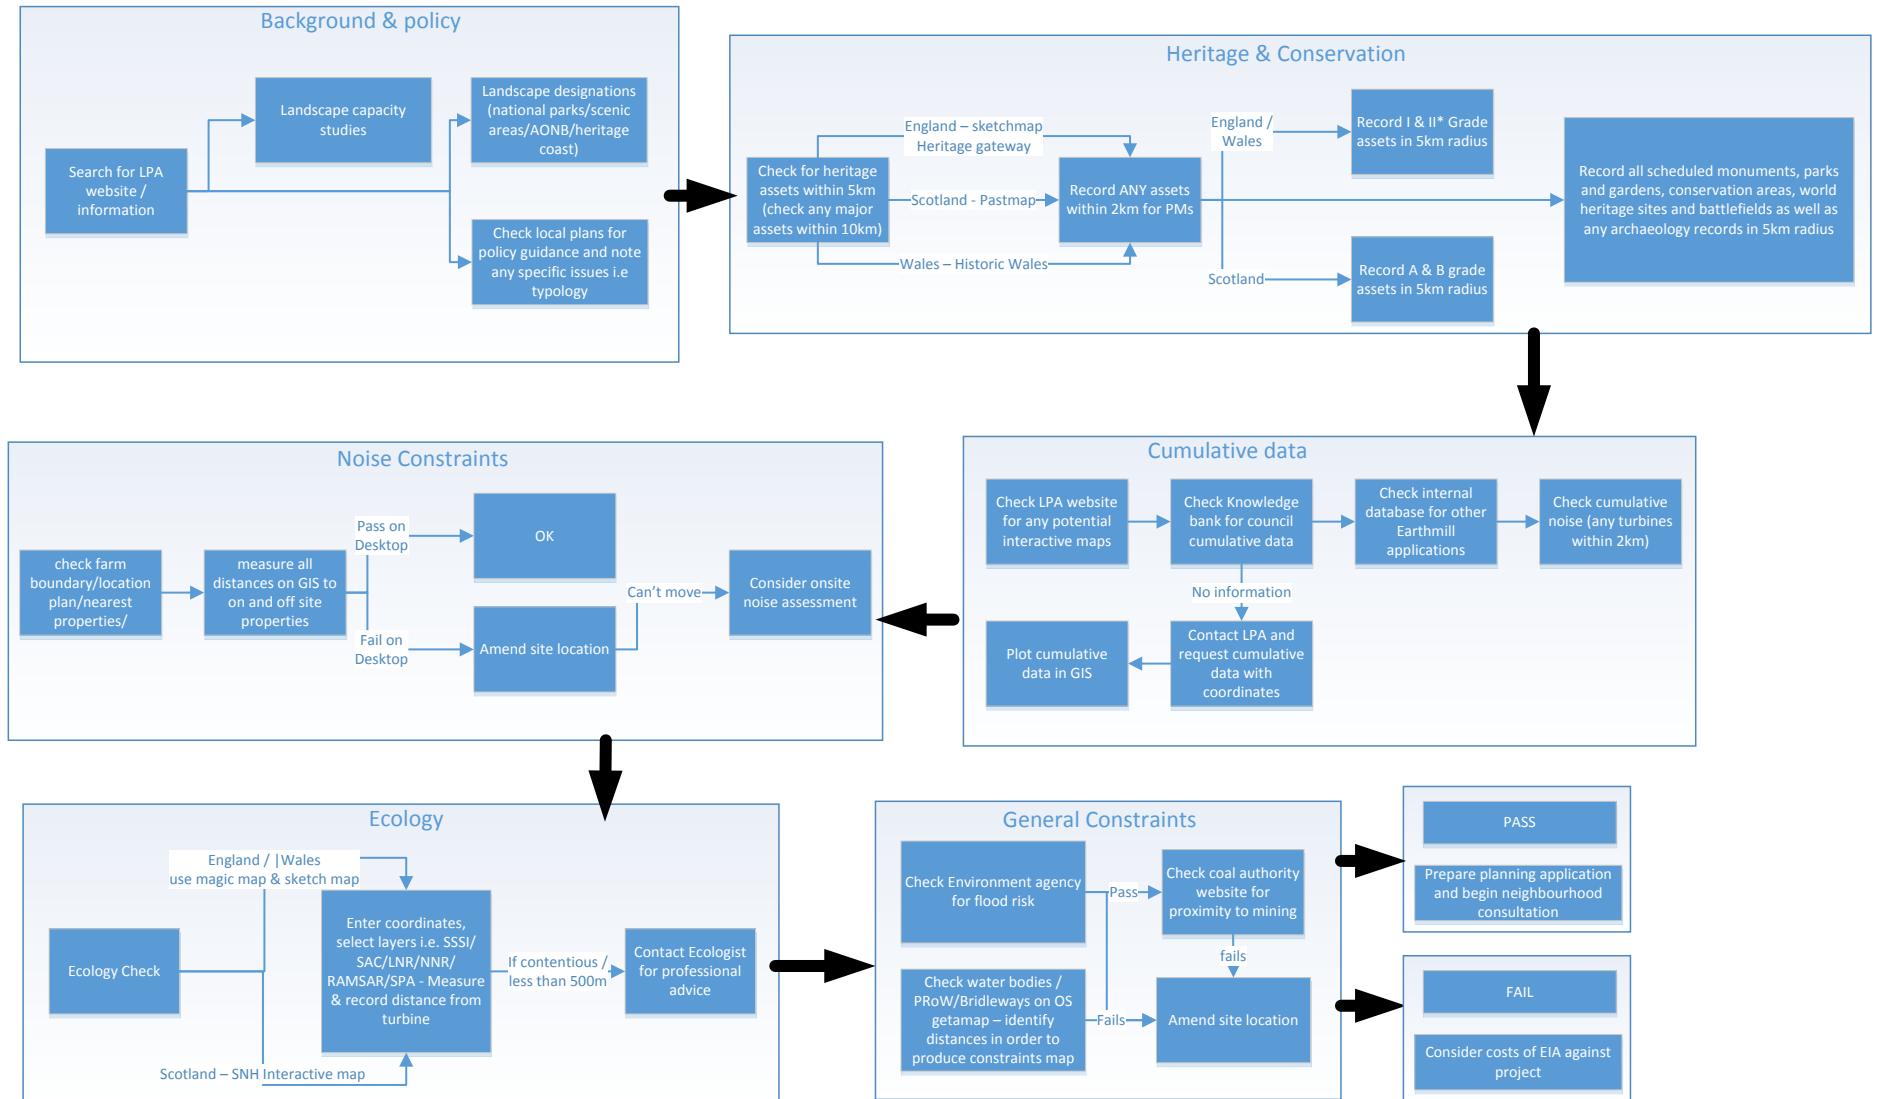 Background & policy
Search for LPA
website /
information
Landscape capacity
studies
Landscape designations
(national parks/scenic
areas/AONB/heritage
coast)
Check local plans for
policy guidance and note
any specific issues i.e
typology
Heritage & Conservation
Check for heritage
assets within 5km
(check any major
assets within 10km)
England – sketchmap
Heritage gateway
Scotland - Pastmap
Wales – Historic Wales
Record ANY assets
within 2km for PMs
England /
Wales
Scotland
Record I & II* Grade
assets in 5km radius
Record A & B grade
assets in 5km radius
Record all scheduled monuments, parks
and gardens, conservation areas, world
heritage sites and battlefields as well as
any archaeology records in 5km radius
Noise Constraints
check farm
boundary/location
plan/nearest
properties/
measure all
distances on GIS to
on and off site
properties
Pass on
Desktop
Fail on
Desktop
OK
Amend site location
Can't move
Consider onsite
noise assessment
Cumulative data
Check LPA website
for any potential
interactive maps
Check Knowledge
bank for council
cumulative data
Check internal
database for other
Earthmill
applications
Check cumulative
noise (any turbines
within 2km)
No information
Plot cumulative
data in GIS
Contact LPA and
request cumulative
data with
coordinates
Ecology
England / |Wales
use magic map & sketch map
Ecology Check
Scotland – SNH Interactive map
Enter coordinates,
select layers i.e. SSSI/
SAC/LNR/NNR/
RAMSAR/SPA - Measure
& record distance from
turbine
If contentious /
less than 500m
Contact Ecologist
for professional
advice
General Constraints
Check Environment agency
for flood risk
Pass
Check coal authority
website for
proximity to mining
fails
Check water bodies /
PRoW/Bridleways on OS
getamap – identify
distances in order to
produce constraints map
Fails
Amend site location
PASS
Prepare planning application
and begin neighbourhood
consultation
FAIL
Consider costs of EIA against
project